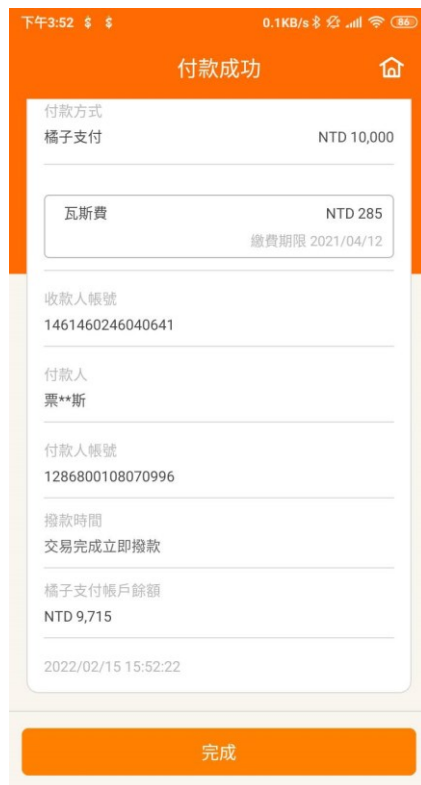 下午3:52 $ $ 0.1KB/s 86
付款成功
付款方式
橘子支付 NTD 10,000
瓦斯費 NTD 285
繳費期限 2021/04/12
收款人帳號
1461460246040641
付款人
票**斯
付款人帳號
1286800108070996
撥款時間
交易完成立即撥款
橘子支付帳戶餘額
NTD 9,715
2022/02/15 15:52:22
完成